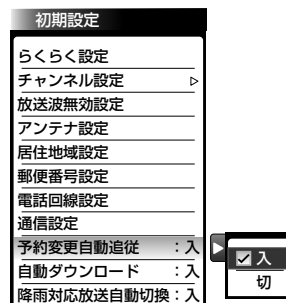 初期設定
らくらく設定
チャンネル設定
放送波無効設定
アンテナ設定
居住地域設定
郵便番号設定
電話回線設定
通信設定
予約変更自動追従 ：入
自動ダウンロード ：入
降雨対応放送自動切換：入
入
切